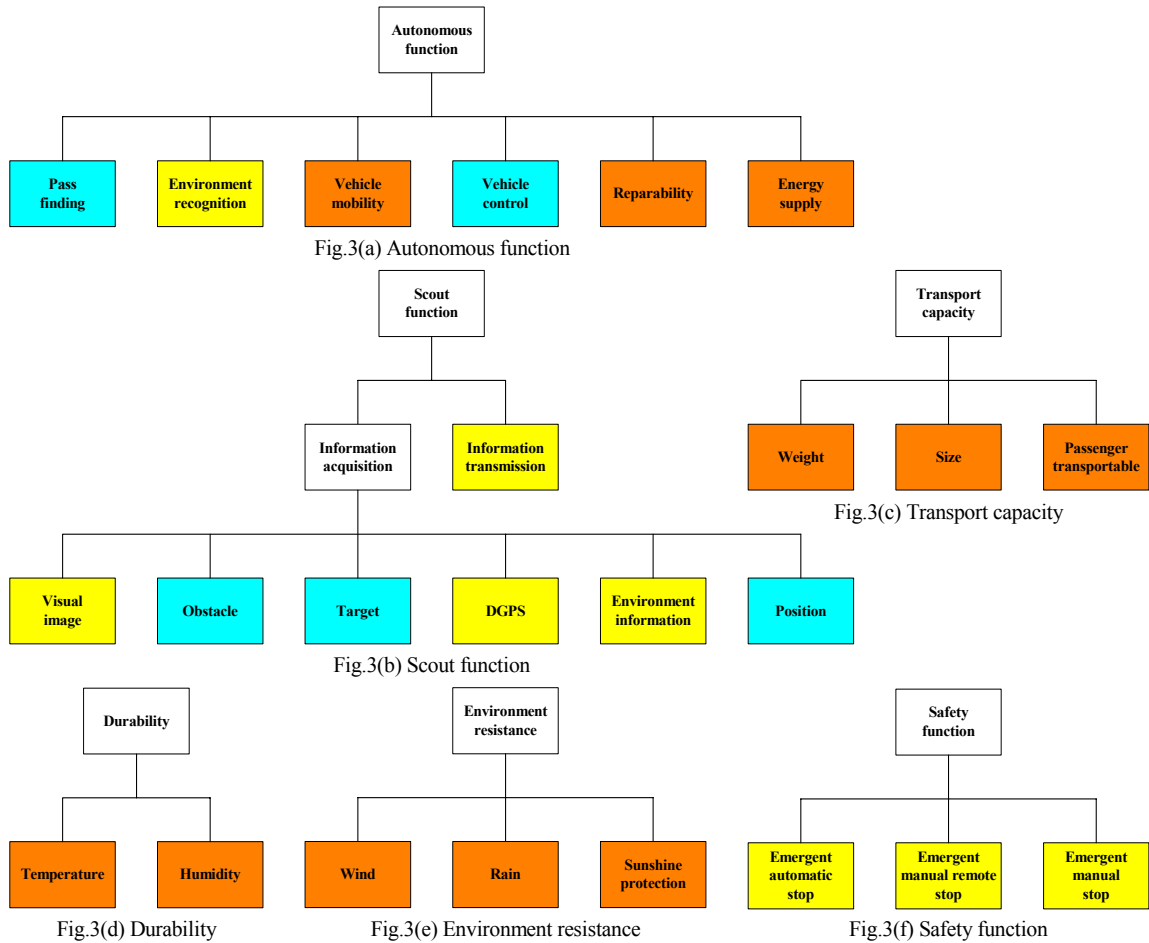 Autonomous
function
Pass
finding
Environment
recognition
Vehicle
mobility
Vehicle
control
Reparability
Energy
supply
Fig.3(a) Autonomous function
Scout
function
Information
acquisition
Information
transmission
Visual
image
Obstacle
Target
DGPS
Environment
information
Position
Fig.3(b) Scout function
Transport
capacity
Weight
Size
Passenger
transportable
Fig.3(c) Transport capacity
Durability
Temperature
Humidity
Fig.3(d) Durability
Environment
resistance
Wind
Rain
Sunshine
protection
Fig.3(e) Environment resistance
Safety
function
Emergent
automatic
stop
Emergent
manual remote
stop
Emergent
manual
stop
Fig.3(f) Safety function